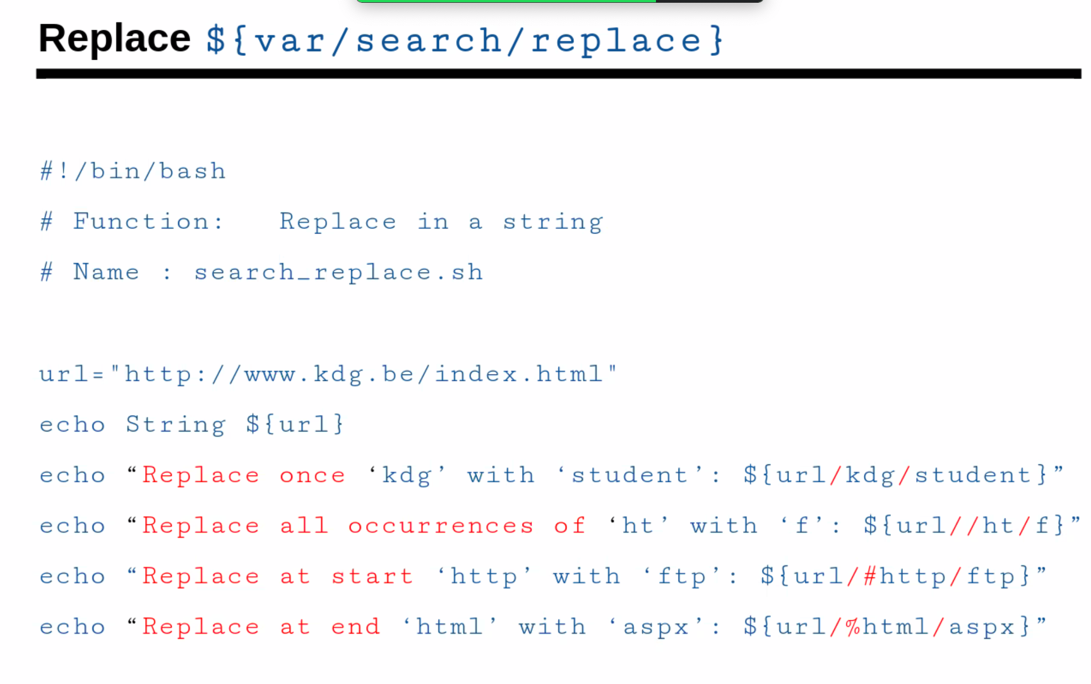 Replace ${var/search/replace}
#!/bin/bash
# Function:   Replace in a string
# Name : search_replace.sh
url="http://www.kdg.be/index.html"
echo String ${url}
echo “Replace once ‘kdg’ with ‘student’: ${url/kdg/student}”
echo “Replace all occurrences of ‘ht’ with ‘f’: ${url//ht/f}”
echo “Replace at start ‘http’ with ‘ftp’: ${url/#http/ftp}”
echo “Replace at end ‘html’ with ‘aspx’: ${url/%html/aspx}”